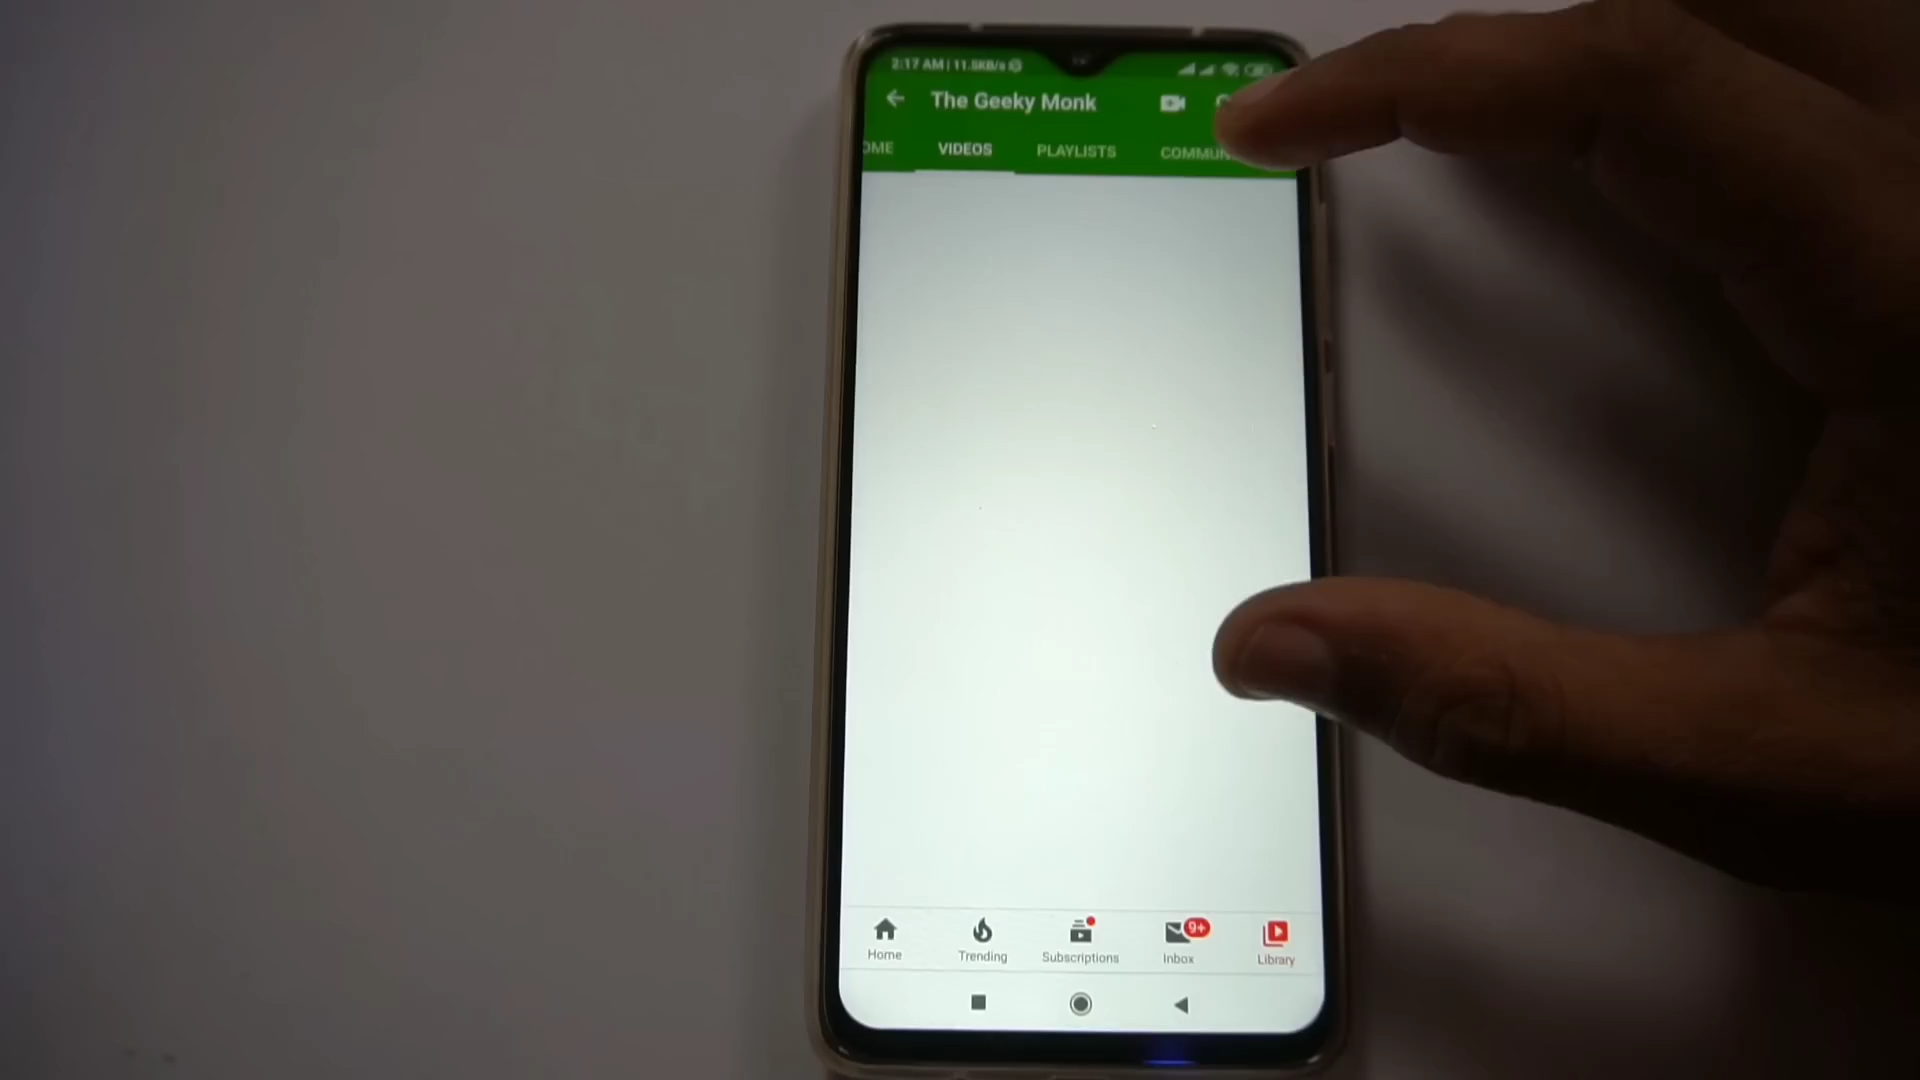 2:17 AM | 11.5KB/s
The Geeky Monk
OME VIDEOS PLAYLISTS COMMUN
9+
Home Trending Subscriptions Inbox Library